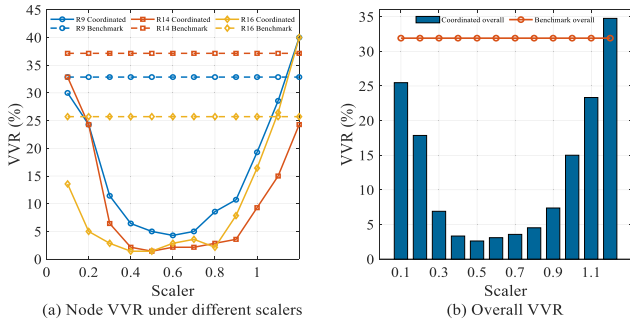 R9 Coordinated
R14 Coordinated
R16 Coordinated
R9 Benchmark
R14 Benchmark
R16 Benchmark
VVR (%)
45
40
35
30
25
20
15
10
5
0
0
0.2
0.4
0.6
0.8
1
Scaler
(a) Node VVR under different scalers
Coordinated overall
Benchmark overall
VVR (%)
35
30
25
20
15
10
5
0
0.1
0.3
0.5
0.7
0.9
1.1
Scaler
(b) Overall VVR